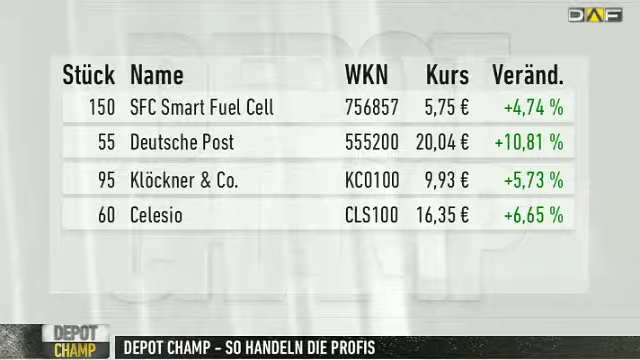 DAF
Stück Name WKN Kurs Veränd.
150 SFC Smart Fuel Cell 756857 5,75 € +4,74 %
55 Deutsche Post 555200 20,04 € +10,81 %
95 Klöckner & Co. KC0100 9,93 € +5,73 %
60 Celesio CLS100 16,35 € +6,65 %
DEPOT
CHAMP
DEPOT CHAMP – SO HANDELN DIE PROFIS